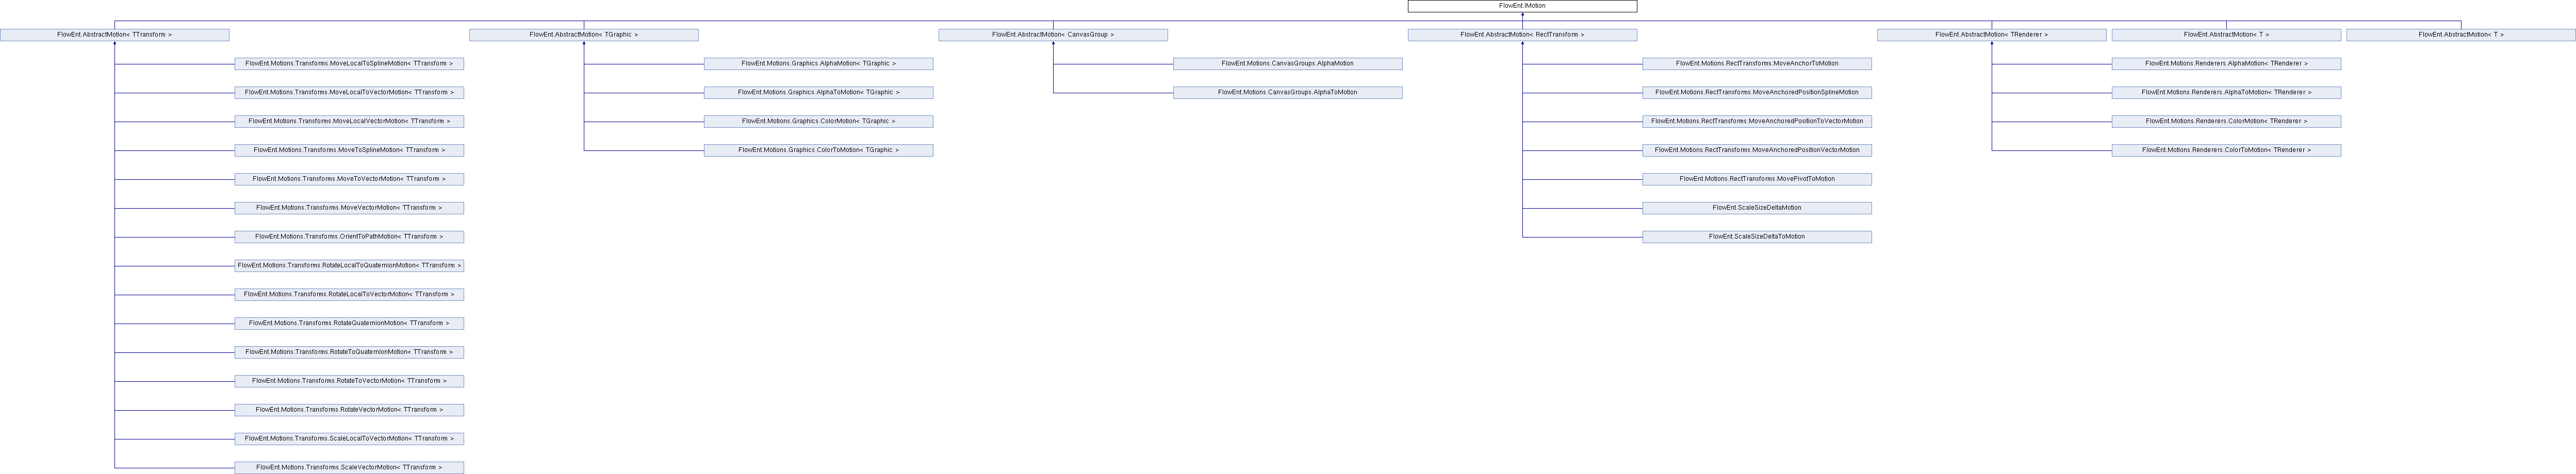 FlowEnt.IMotion
FlowEnt.AbstractMotion< TTransform >
FlowEnt.AbstractMotion< TGraphic >
FlowEnt.AbstractMotion< CanvasGroup >
FlowEnt.AbstractMotion< RectTransform >
FlowEnt.AbstractMotion< TRenderer >
FlowEnt.AbstractMotion< T >
FlowEnt.AbstractMotion< T >
FlowEnt.Motions.Transforms.MoveLocalToSplineMotion< TTransform >
FlowEnt.Motions.Graphics.AlphaMotion< TGraphic >
FlowEnt.Motions.CanvasGroups.AlphaMotion
FlowEnt.Motions.RectTransforms.MoveAnchorToMotion
FlowEnt.Motions.Renderers.AlphaMotion< TRenderer >
FlowEnt.Motions.Transforms.MoveLocalToVectorMotion< TTransform >
FlowEnt.Motions.Graphics.AlphaToMotion< TGraphic >
FlowEnt.Motions.CanvasGroups.AlphaToMotion
FlowEnt.Motions.RectTransforms.MoveAnchoredPositionSplineMotion
FlowEnt.Motions.Renderers.AlphaToMotion< TRenderer >
FlowEnt.Motions.Transforms.MoveLocalVectorMotion< TTransform >
FlowEnt.Motions.Graphics.ColorMotion< TGraphic >
FlowEnt.Motions.RectTransforms.MoveAnchoredPositionToVectorMotion
FlowEnt.Motions.Renderers.ColorMotion< TRenderer >
FlowEnt.Motions.Transforms.MoveToSplineMotion< TTransform >
FlowEnt.Motions.Graphics.ColorToMotion< TGraphic >
FlowEnt.Motions.RectTransforms.MoveAnchoredPositionVectorMotion
FlowEnt.Motions.Renderers.ColorToMotion< TRenderer >
FlowEnt.Motions.Transforms.MoveToVectorMotion< TTransform >
FlowEnt.Motions.RectTransforms.MovePivotToMotion
FlowEnt.Motions.Transforms.MoveVectorMotion< TTransform >
FlowEnt.ScaleSizeDeltaMotion
FlowEnt.Motions.Transforms.OrientToPathMotion< TTransform >
FlowEnt.ScaleSizeDeltaToMotion
FlowEnt.Motions.Transforms.RotateLocalToQuaternionMotion< TTransform >
FlowEnt.Motions.Transforms.RotateLocalToVectorMotion< TTransform >
FlowEnt.Motions.Transforms.RotateQuaternionMotion< TTransform >
FlowEnt.Motions.Transforms.RotateToQuaternionMotion< TTransform >
FlowEnt.Motions.Transforms.RotateToVectorMotion< TTransform >
FlowEnt.Motions.Transforms.RotateVectorMotion< TTransform >
FlowEnt.Motions.Transforms.ScaleLocalToVectorMotion< TTransform >
FlowEnt.Motions.Transforms.ScaleVectorMotion< TTransform >